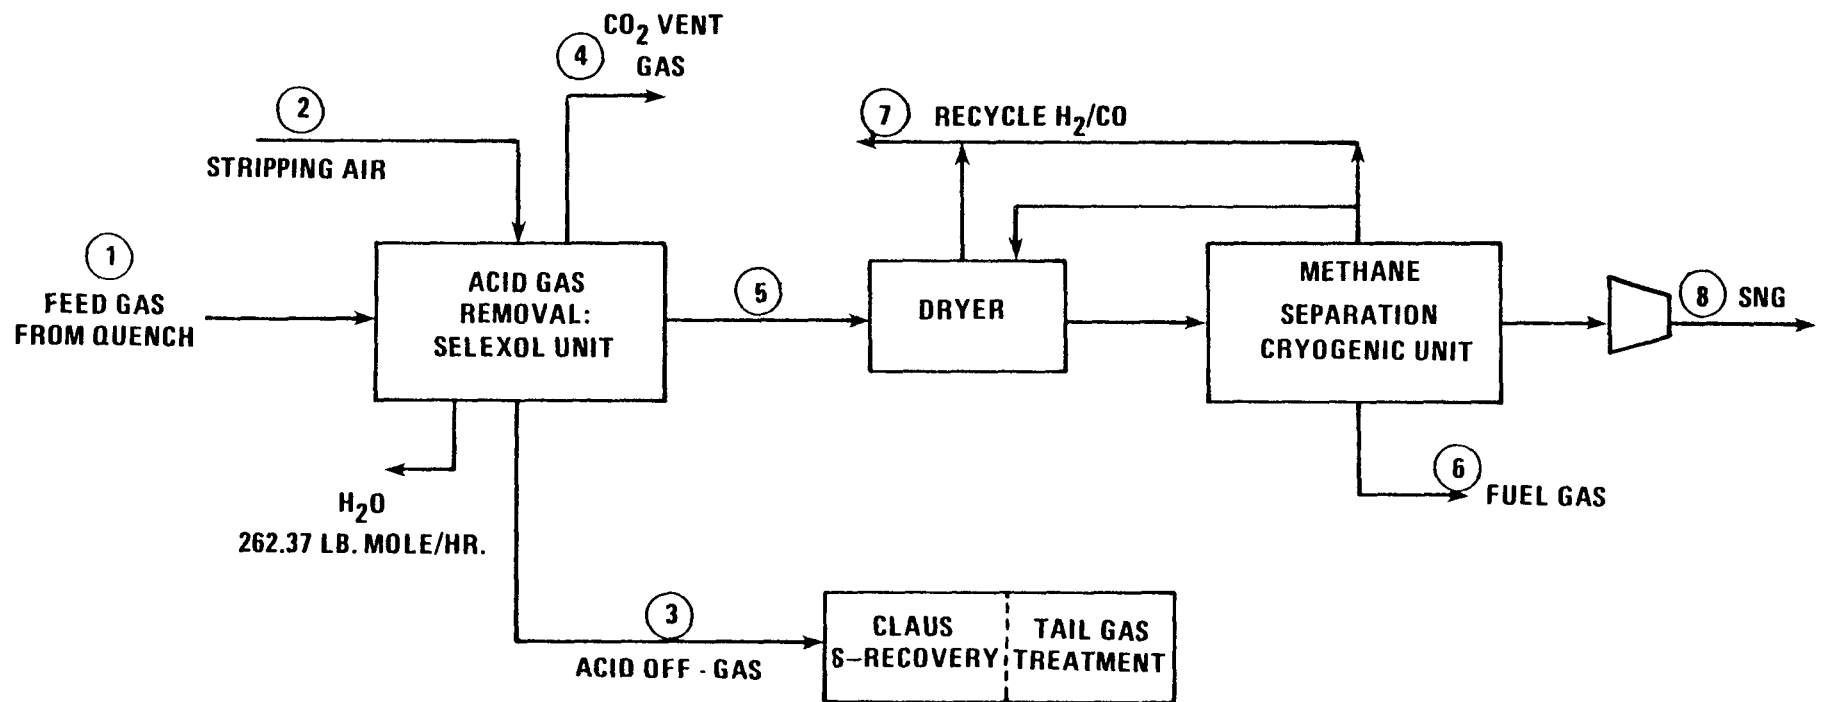 4
CO2 VENT
GAS
2
STRIPPING AIR
7
RECYCLE H2/CO
1
FEED GAS
FROM QUENCH
ACID GAS
REMOVAL:
SELEXOL UNIT
5
DRYER
METHANE
SEPARATION
CRYOGENIC UNIT
8
SNG
6
FUEL GAS
H2O
262.37 LB. MOLE/HR.
3
ACID OFF - GAS
CLAUS
S-RECOVERY
TAIL GAS
TREATMENT